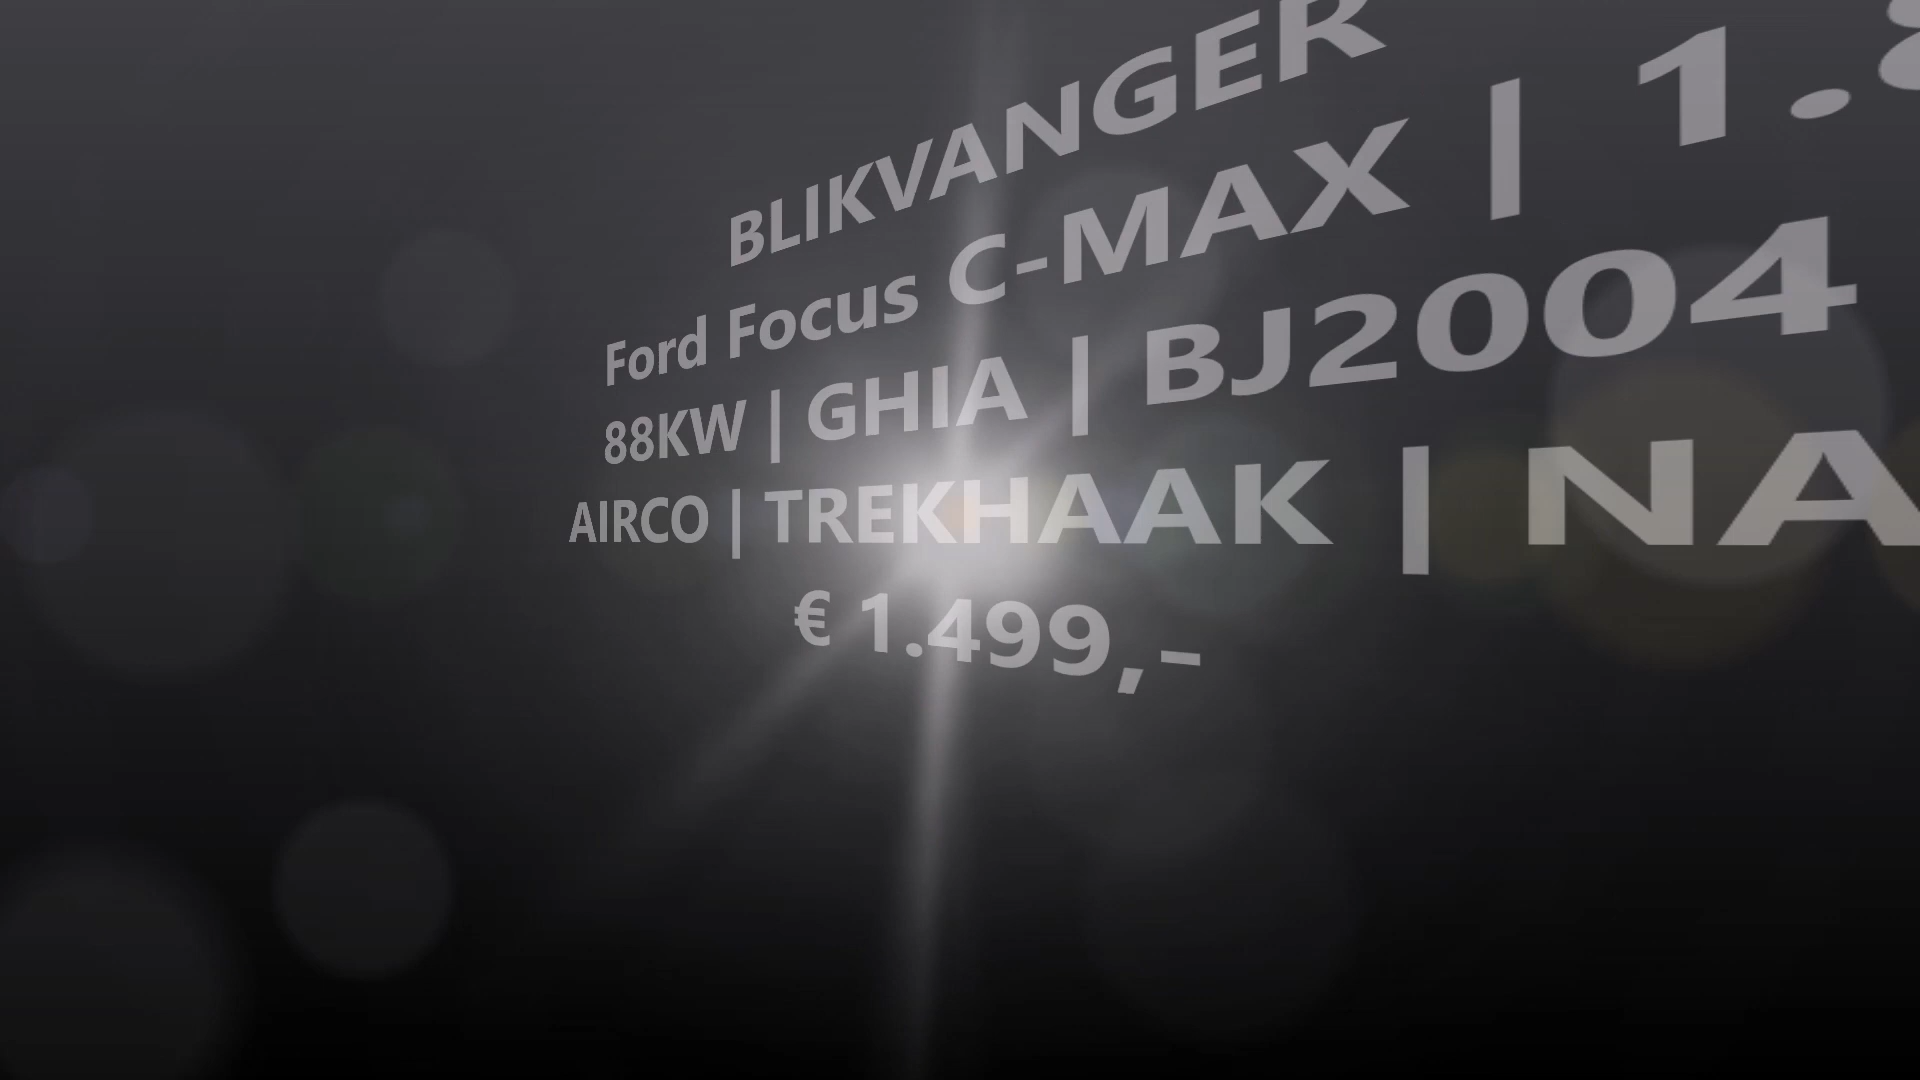 BLIKVANGER
Ford Focus C-MAX | 1.8
88KW | GHIA | BJ2004
AIRCO | TREKHAAK | NA
€ 1.499,-